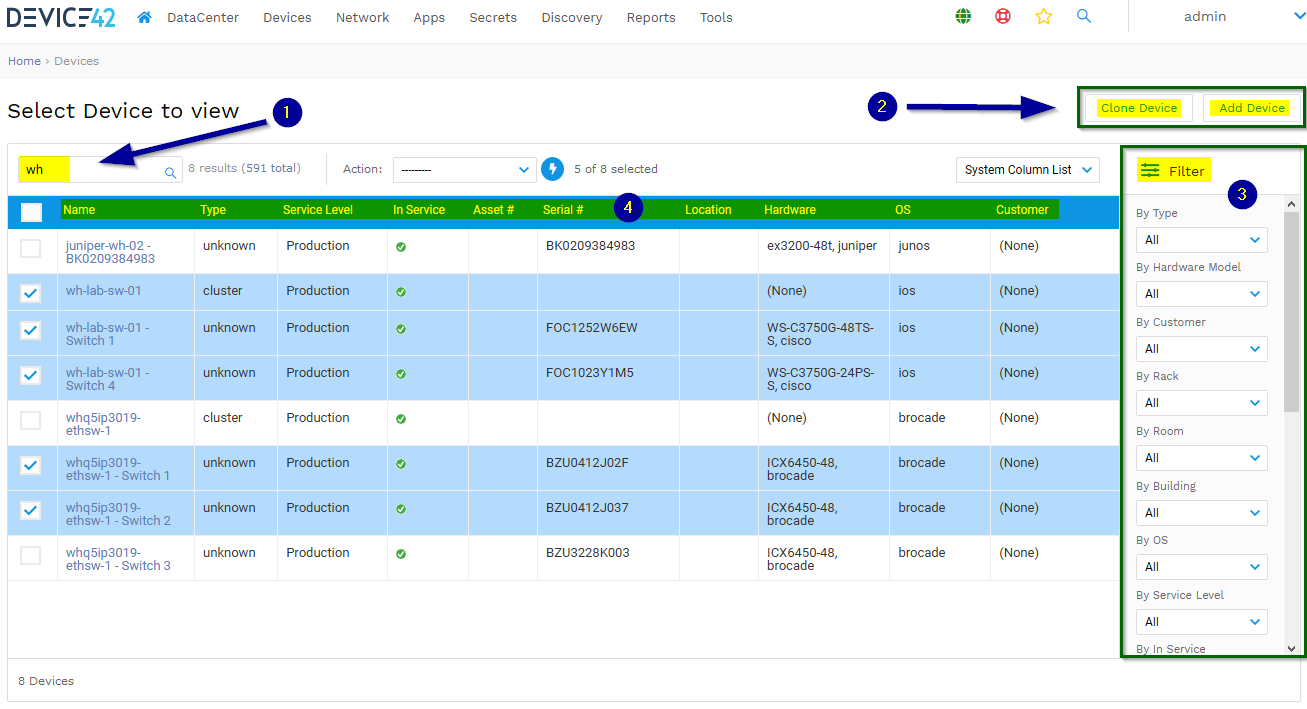 DEVICE42 DataCenter Devices Network Apps Secrets Discovery Reports Tools admin
Home › Devices
Select Device to view 1 2 Clone Device Add Device
wh 8 results (591 total) Action: --------- 5 of 8 selected System Column List Filter
3
Name Type Service Level In Service Asset # Serial # 4 Location Hardware OS Customer
juniper-wh-02 - unknown Production BK0209384983 ex3200-48t, juniper junos (None)
BK0209384983
wh-lab-sw-01 cluster Production (None) ios (None)
wh-lab-sw-01 - unknown Production FOC1252W6EW WS-C3750G-48TS- ios (None)
Switch 1 S, cisco
wh-lab-sw-01 - unknown Production FOC1023Y1M5 WS-C3750G-24PS- ios (None)
Switch 4 S, cisco
whq5ip3019- cluster Production (None) brocade (None)
ethsw-1
whq5ip3019- unknown Production BZU0412J02F ICX6450-48, brocade (None)
ethsw-1 - Switch 1 brocade
whq5ip3019- unknown Production BZU0412J037 ICX6450-48, brocade (None)
ethsw-1 - Switch 2 brocade
whq5ip3019- unknown Production BZU3228K003 ICX6450-48, brocade (None)
ethsw-1 - Switch 3 brocade
By Type
All
By Hardware Model
All
By Customer
All
By Rack
All
By Room
All
By Building
All
By OS
All
By Service Level
All
By In Service
8 Devices